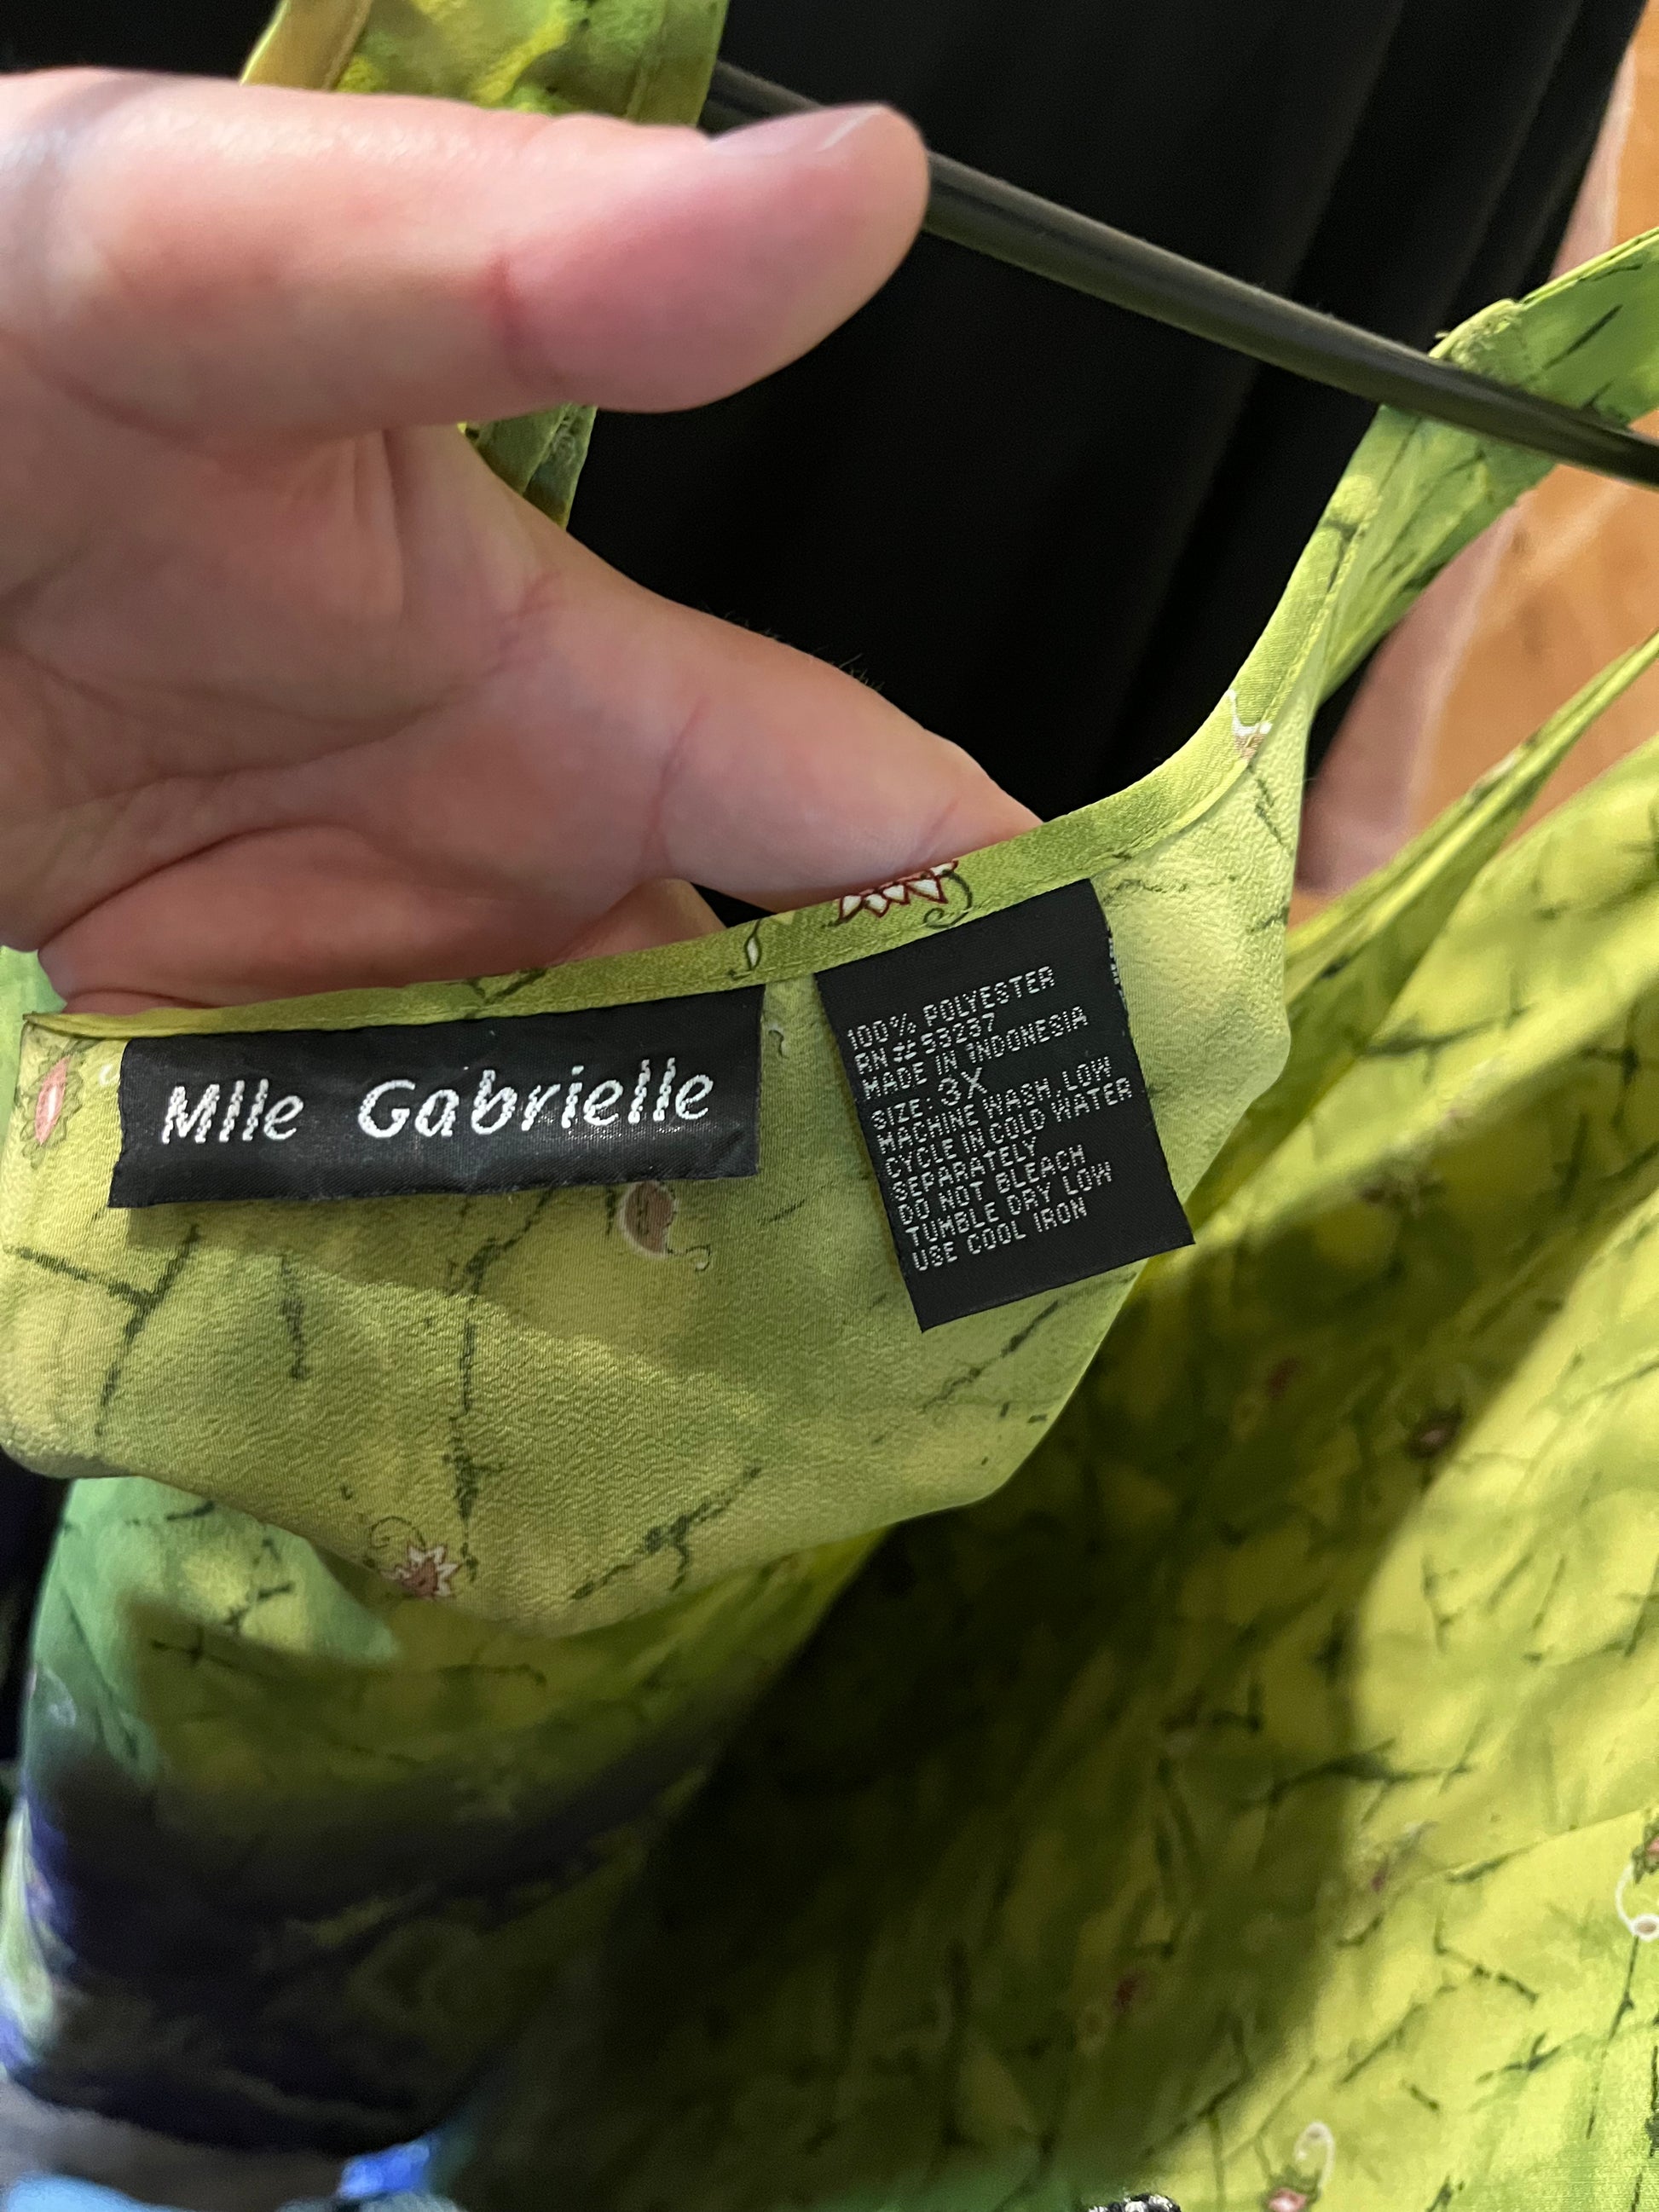 Mlle Gabrielle
100% POLYESTER
RN # 53237
MADE IN INDONESIA
SIZE: 3X
MACHINE WASH, LOW
CYCLE IN COLD WATER
SEPARATELY
DO NOT BLEACH
TUMBLE DRY LOW
USE COOL IRON